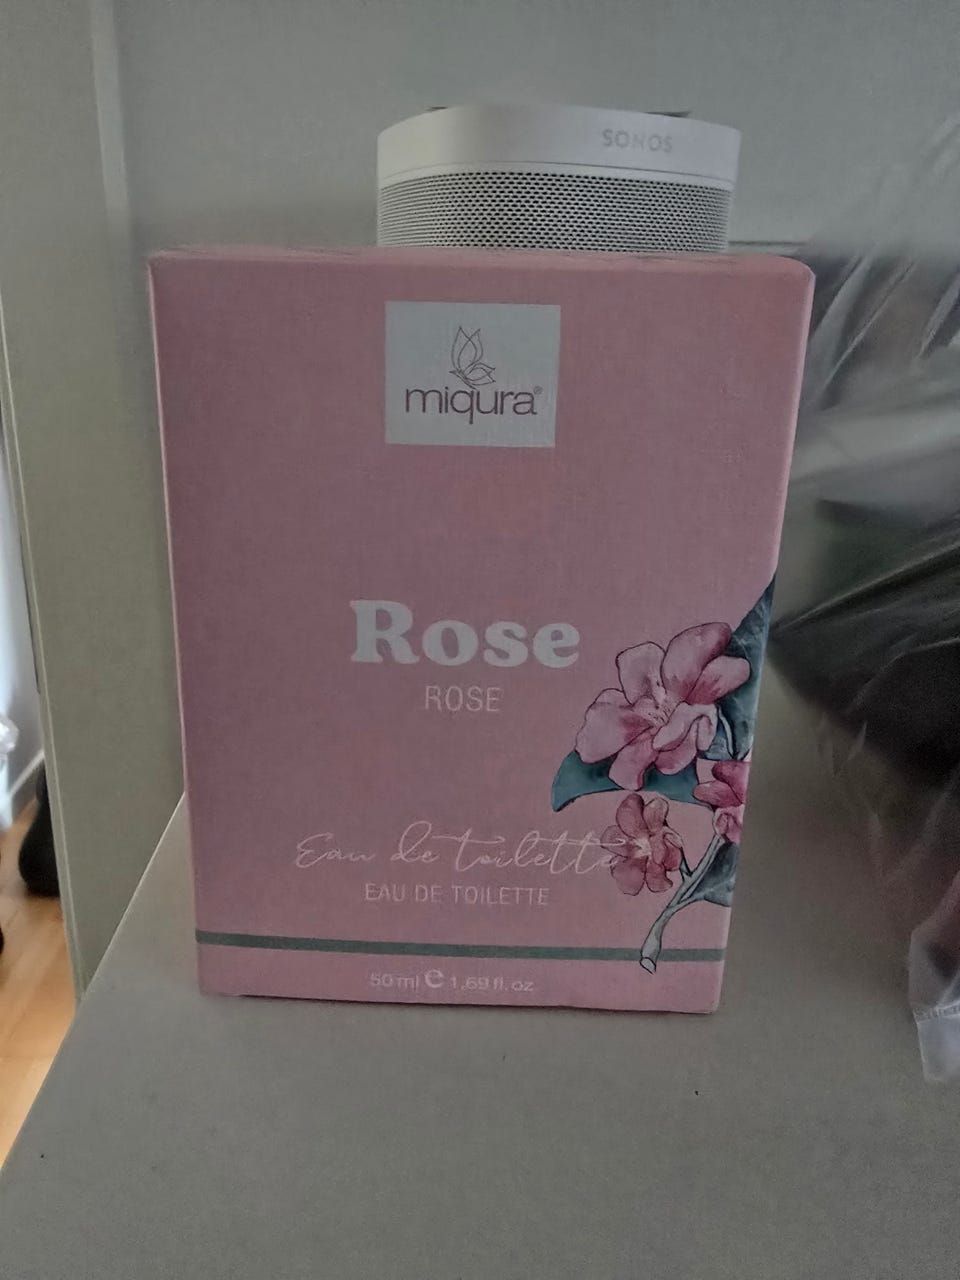 SONOS
miqura®
Rose
ROSE
Eau de toilette
EAU DE TOILETTE
50 ml ℮ 1,69 fl. oz